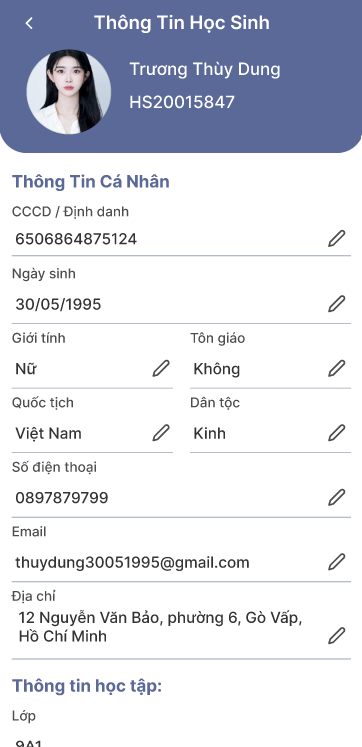 Thông Tin Học Sinh
Trương Thùy Dung
HS20015847
Thông Tin Cá Nhân
CCCD / Định danh
6506864875124
Ngày sinh
30/05/1995
Giới tính
Tôn giáo
Nữ
Không
Quốc tịch
Dân tộc
Việt Nam
Kinh
Số điện thoại
0897879799
Email
thuydung30051995@gmail.com
Địa chỉ
12 Nguyễn Văn Bảo, phường 6, Gò Vấp,
Hồ Chí Minh
Thông tin học tập:
Lớp
9A1